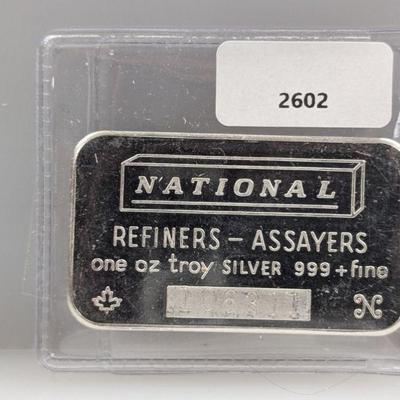 2602
NATIONAL
REFINERS – ASSAYERS
one oz troy SILVER 999+fine
N